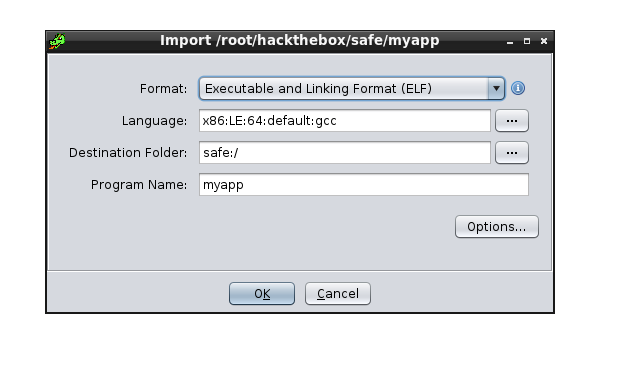 Import /root/hackthebox/safe/myapp
Format: Executable and Linking Format (ELF)
Language: x86:LE:64:default:gcc ...
Destination Folder: safe:/ ...
Program Name: myapp
Options...
OK Cancel